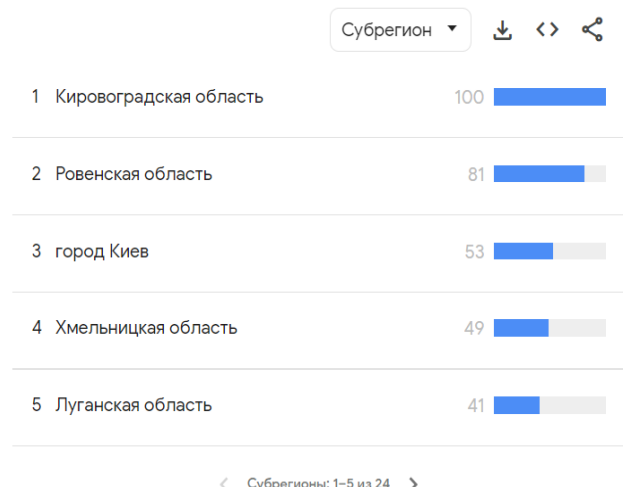 Субрегион
1 Кировоградская область 100
2 Ровенская область 81
3 город Киев 53
4 Хмельницкая область 49
5 Луганская область 41
Субрегионы: 1–5 из 24